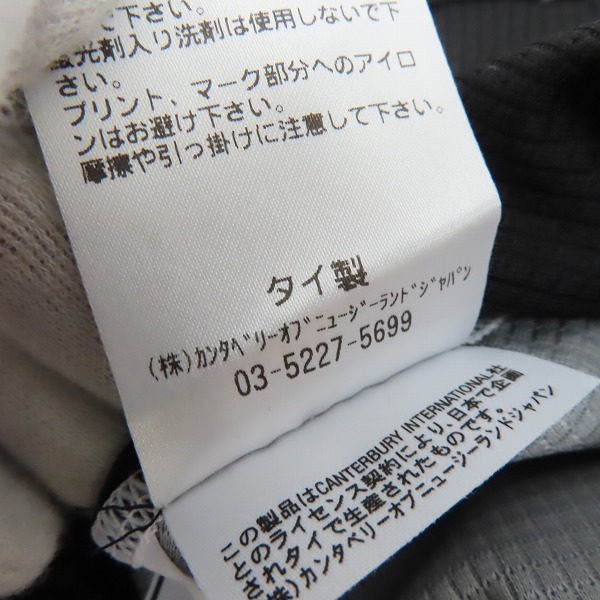 て下さい。
蛍光剤入り洗剤は使用しないで下
さい。
プリント、マーク部分へのアイロ
ンはお避け下さい。
摩擦や引っ掛けに注意して下さい。
タイ製
(株)ｶﾝﾀﾍﾞﾘｰｵﾌﾞﾆｭｰｼﾞｰﾗﾝﾄﾞｼﾞｬﾊﾟﾝ
03-5227-5699
この製品はCANTERBURY INTERNATIONAL社
とのライセンス契約により、日本で企画
されタイで生産されたものです。
㈱カンタベリーオブニュージーランドジャパン